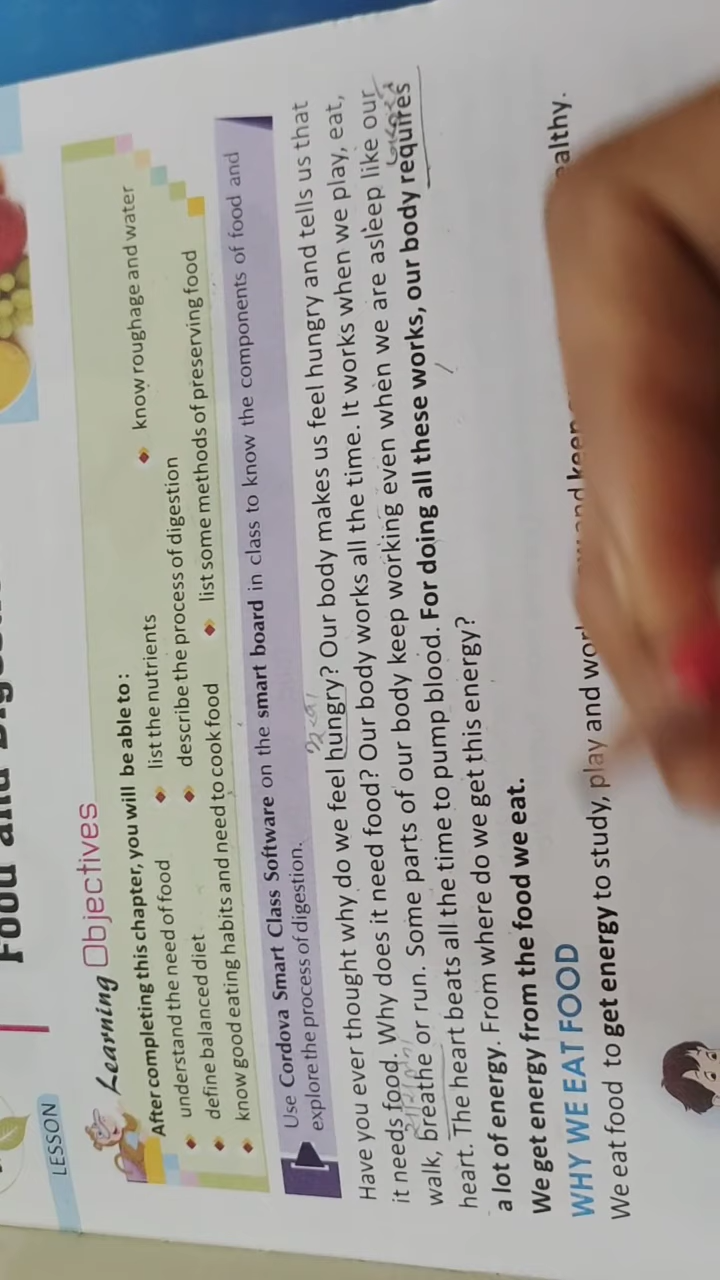 LESSON
Food and
Learning Objectives
After completing this chapter, you will be able to:
understand the need of food
list the nutrients
know roughage and water
define balanced diet
describe the process of digestion
know good eating habits and need to cook food
list some methods of preserving food
Use Cordova Smart Class Software on the smart board in class to know the components of food and
explore the process of digestion.
Have you ever thought why do we feel hungry? Our body makes us feel hungry and tells us that
it needs food. Why does it need food? Our body works all the time. It works when we play, eat,
walk, breathe or run. Some parts of our body keep working even when we are asleep like our
heart. The heart beats all the time to pump blood. For doing all these works, our body requires
a lot of energy. From where do we get this energy?
We get energy from the food we eat.
WHY WE EAT FOOD
We eat food to get energy to study, play and